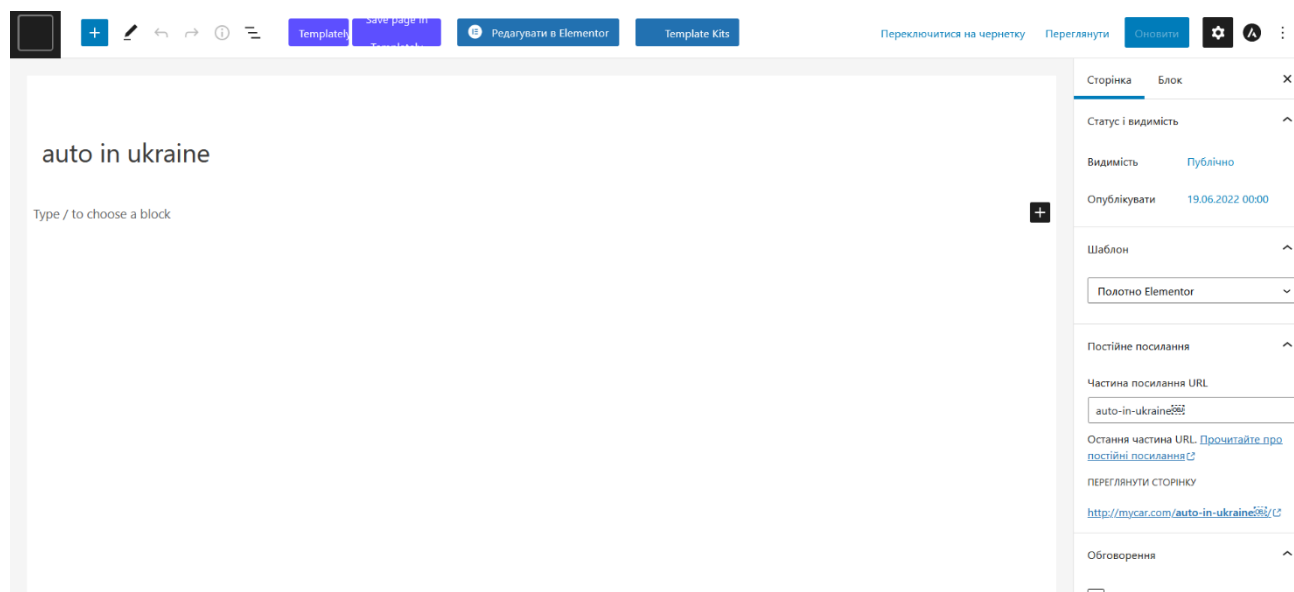 Templately
Save page in
Templately
Редагувати в Elementor
Template Kits
Переключитися на чернетку
Переглянути
Оновити
Сторінка
Блок
Статус і видимість
auto in ukraine
Видимість
Публічно
Опублікувати
19.06.2022 00:00
Type / to choose a block
Шаблон
Полотно Elementor
Постійне посилання
Частина посилання URL
auto-in-ukraine￼
Остання частина URL. Прочитайте про
постійні посилання
ПЕРЕГЛЯНУТИ СТОРІНКУ
http://mycar.com/auto-in-ukraine￼/
Обговорення